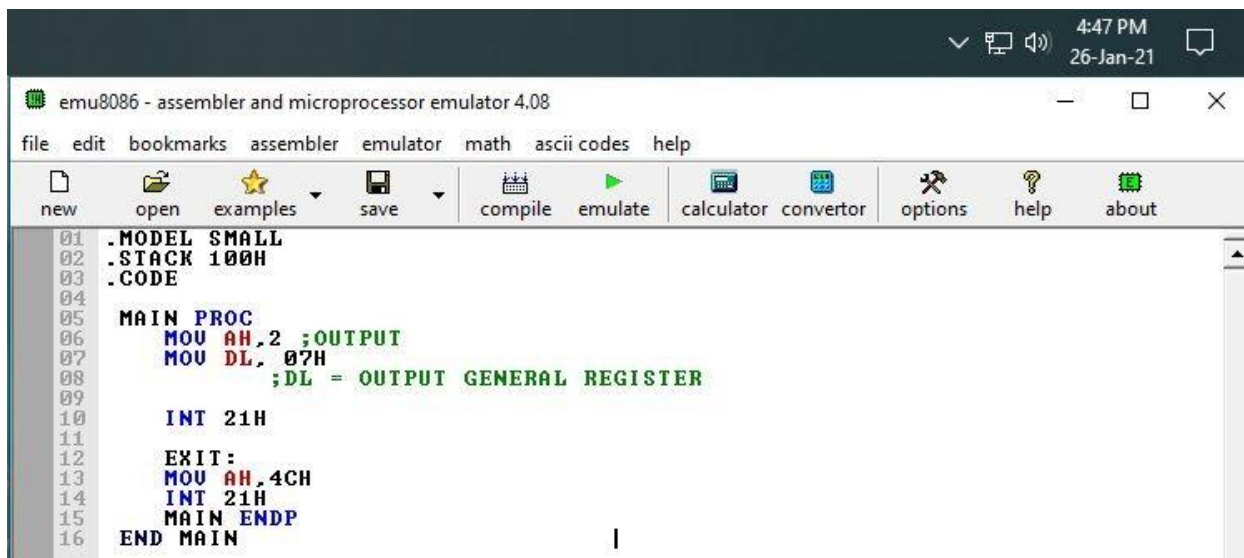 4:47 PM
26-Jan-21
emu8086 - assembler and microprocessor emulator 4.08
file edit bookmarks assembler emulator math ascii codes help
new open examples save compile emulate calculator convertor options help about
01 .MODEL SMALL
02 .STACK 100H
03 .CODE
04
05 MAIN PROC
06 MOV AH,2 ;OUTPUT
07 MOV DL, 07H
08 ;DL = OUTPUT GENERAL REGISTER
09
10 INT 21H
11
12 EXIT:
13 MOV AH,4CH
14 INT 21H
15 MAIN ENDP
16 END MAIN